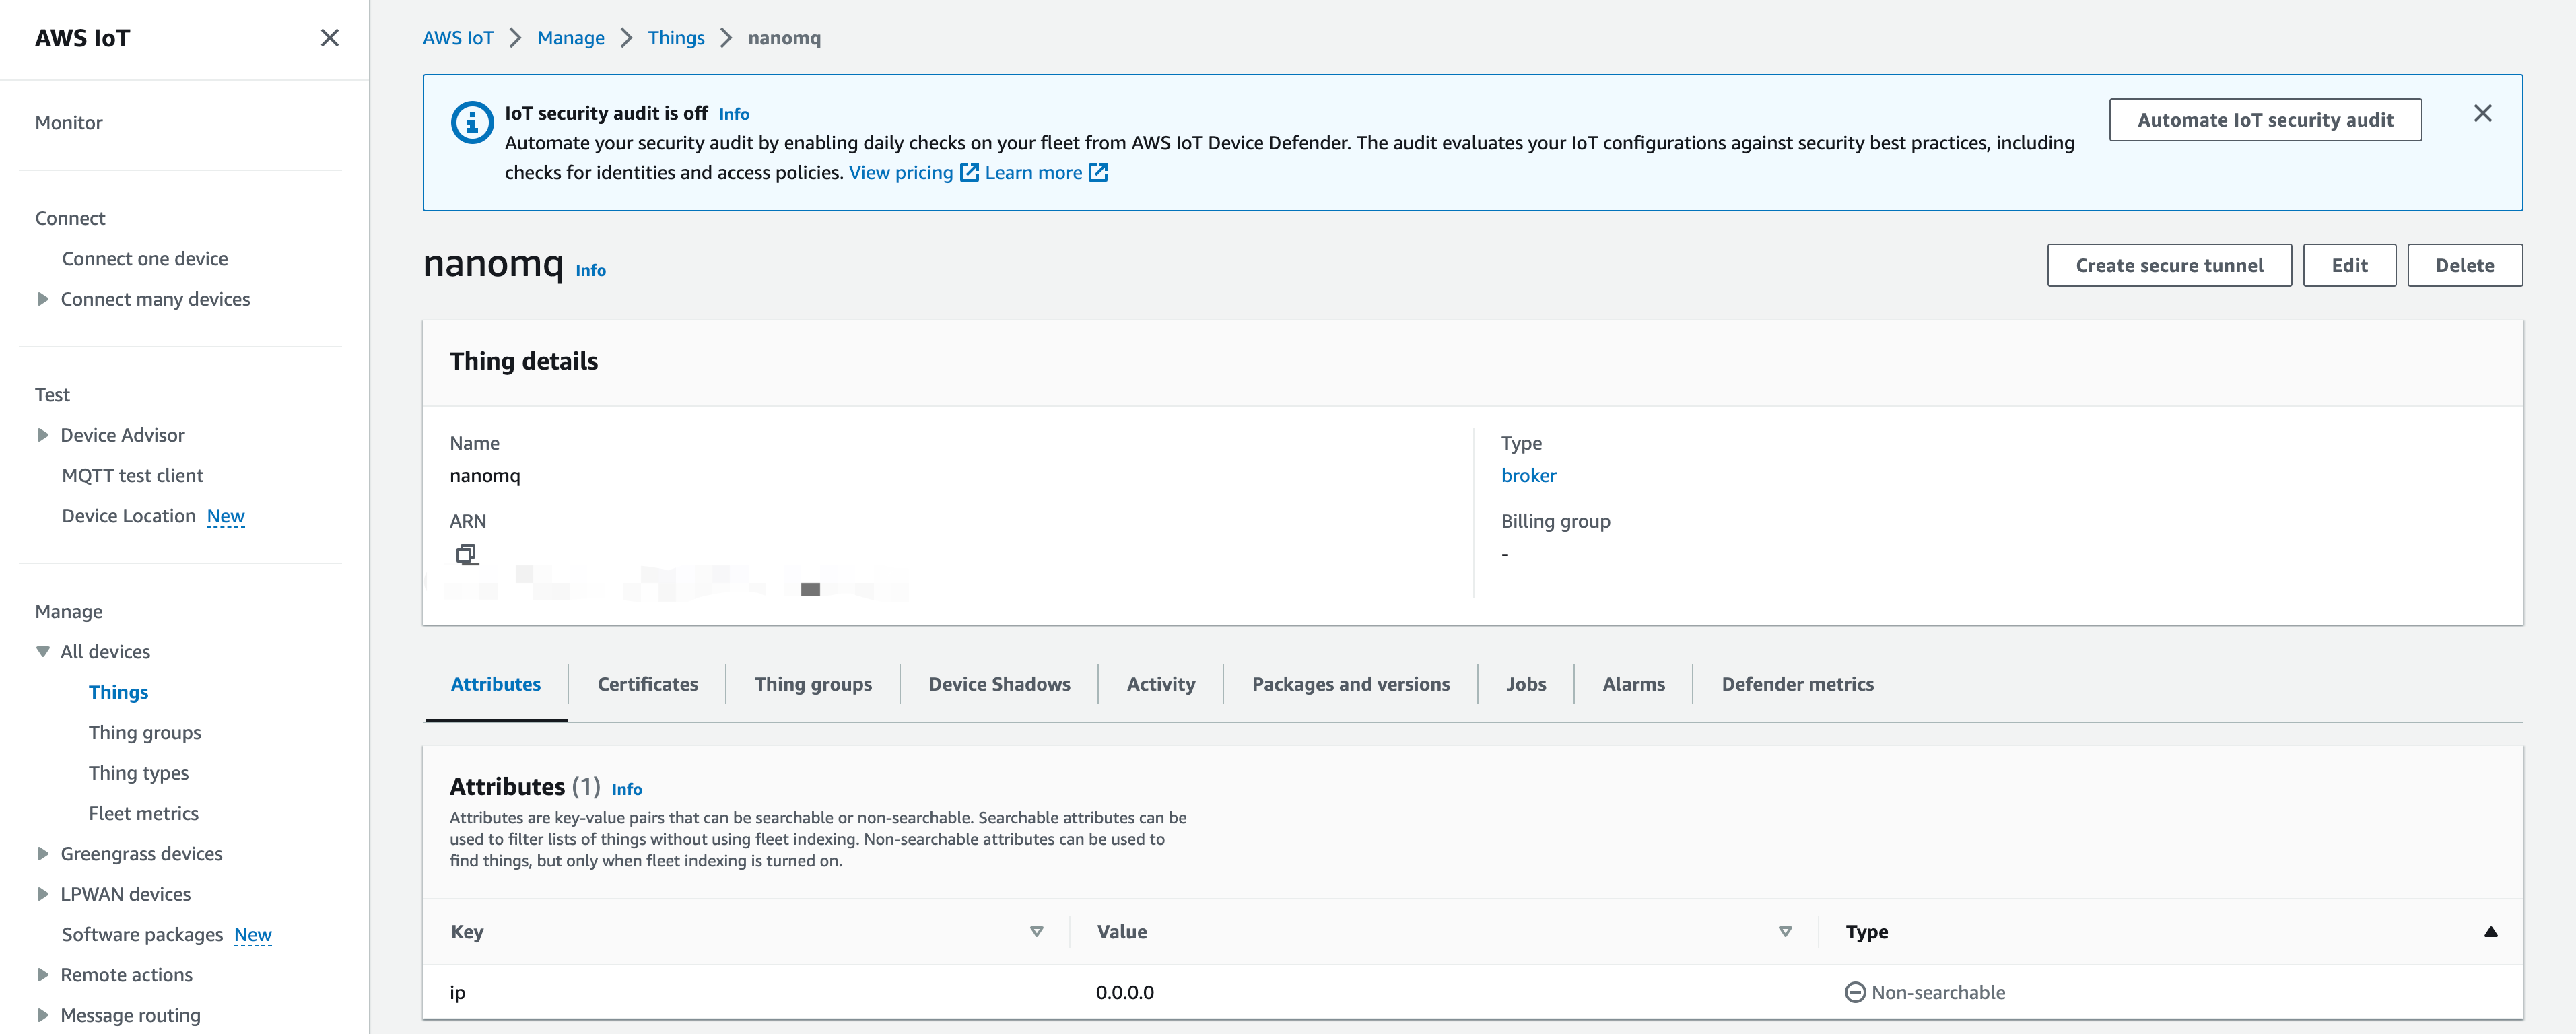 AWS IoT
Monitor
Connect
Connect one device
Connect many devices
Test
Device Advisor
MQTT test client
Device Location New
Manage
All devices
Things
Thing groups
Thing types
Fleet metrics
Greengrass devices
LPWAN devices
Software packages New
Remote actions
Message routing
AWS IoT > Manage > Things > nanomq
IoT security audit is off Info
Automate your security audit by enabling daily checks on your fleet from AWS IoT Device Defender. The audit evaluates your IoT configurations against security best practices, including
checks for identities and access policies. View pricing Learn more
Automate IoT security audit
nanomq Info
Create secure tunnel Edit Delete
Thing details
Name
nanomq
ARN
Type
broker
Billing group
-
Attributes Certificates Thing groups Device Shadows Activity Packages and versions Jobs Alarms Defender metrics
Attributes (1) Info
Attributes are key-value pairs that can be searchable or non-searchable. Searchable attributes can be
used to filter lists of things without using fleet indexing. Non-searchable attributes can be used to
find things, but only when fleet indexing is turned on.
Key Value Type
ip 0.0.0.0 Non-searchable